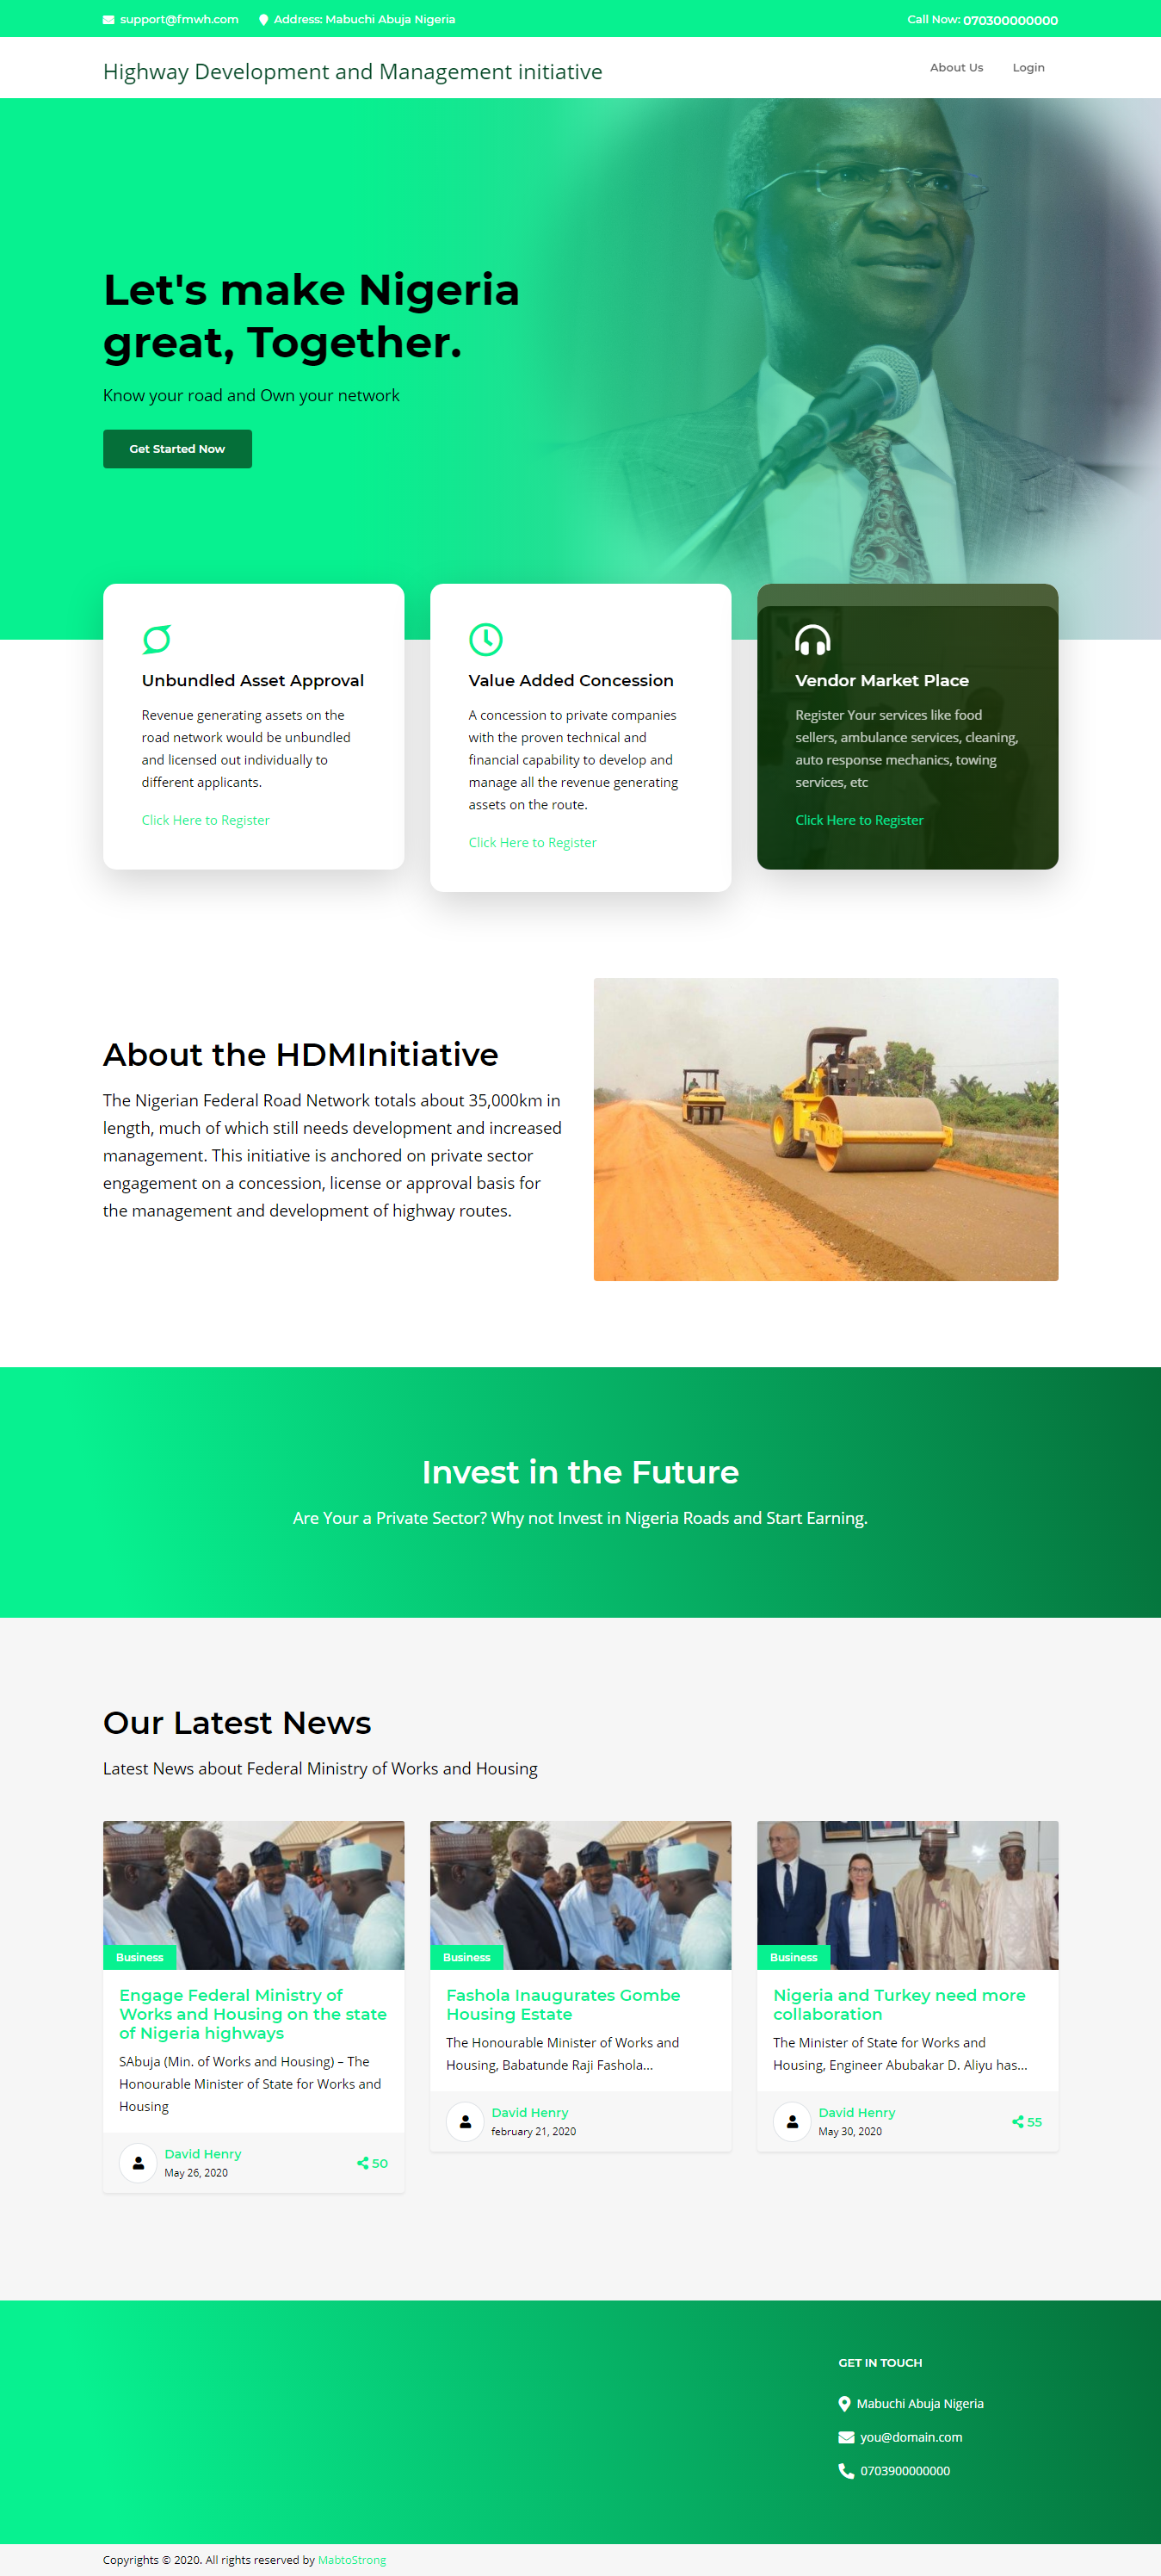 support@fmwh.com
Address: Mabuchi Abuja Nigeria
Call Now: 070300000000
Highway Development and Management initiative
About Us
Login
Let's make Nigeria
great, Together.
Know your road and Own your network
Get Started Now
Unbundled Asset Approval
Revenue generating assets on the
road network would be unbundled
and licensed out individually to
different applicants.
Click Here to Register
Value Added Concession
A concession to private companies
with the proven technical and
financial capability to develop and
manage all the revenue generating
assets on the route.
Click Here to Register
Vendor Market Place
Register Your services like food
sellers, ambulance services, cleaning,
auto response mechanics, towing
services, etc
Click Here to Register
About the HDMInitiative
The Nigerian Federal Road Network totals about 35,000km in
length, much of which still needs development and increased
management. This initiative is anchored on private sector
engagement on a concession, license or approval basis for
the management and development of highway routes.
Invest in the Future
Are Your a Private Sector? Why not Invest in Nigeria Roads and Start Earning.
Our Latest News
Latest News about Federal Ministry of Works and Housing
Business
Engage Federal Ministry of
Works and Housing on the state
of Nigeria highways
SAbuja (Min. of Works and Housing) – The
Honourable Minister of State for Works and
Housing
David Henry
May 26, 2020
50
Business
Fashola Inaugurates Gombe
Housing Estate
The Honourable Minister of Works and
Housing, Babatunde Raji Fashola...
David Henry
february 21, 2020
Business
Nigeria and Turkey need more
collaboration
The Minister of State for Works and
Housing, Engineer Abubakar D. Aliyu has...
David Henry
May 30, 2020
55
GET IN TOUCH
Mabuchi Abuja Nigeria
you@domain.com
0703900000000
Copyrights © 2020. All rights reserved by MabtoStrong